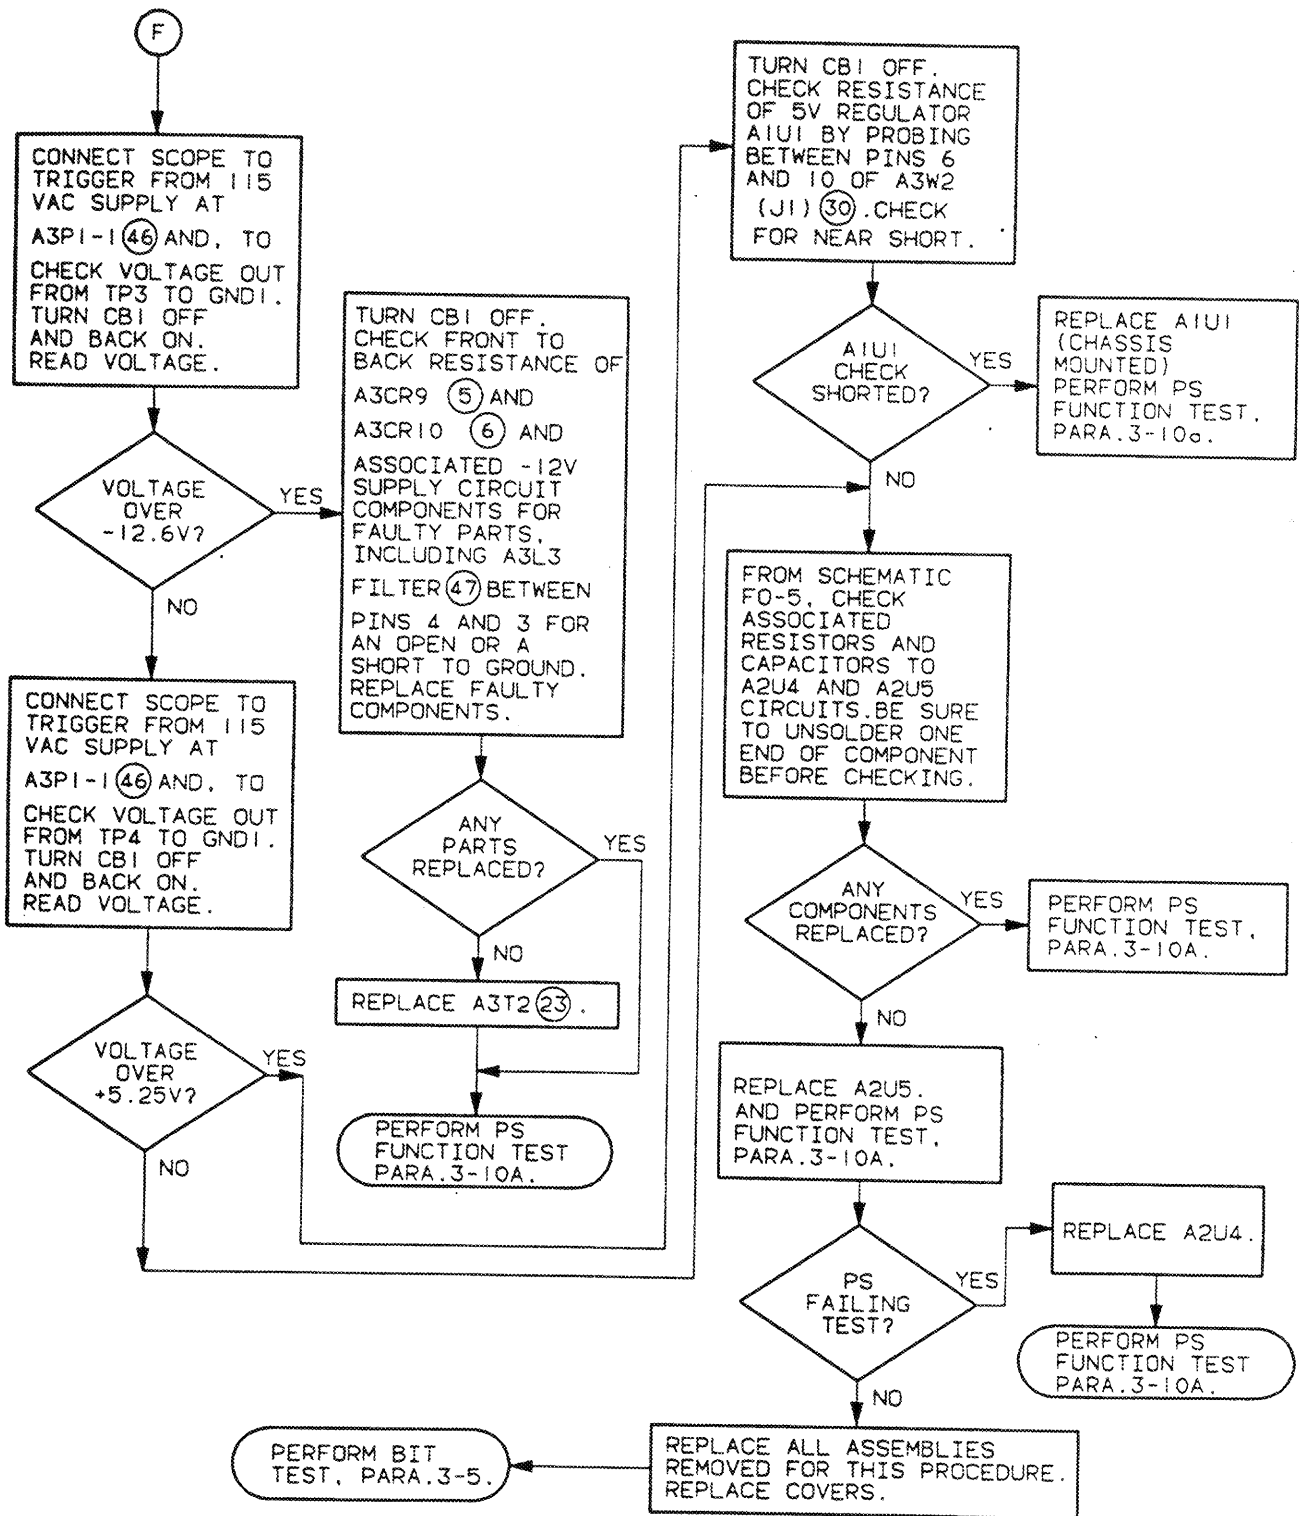 F
CONNECT SCOPE TO
TRIGGER FROM 115
VAC SUPPLY AT
A3P1-1 46 AND, TO
CHECK VOLTAGE OUT
FROM TP3 TO GND1.
TURN CB1 OFF
AND BACK ON.
READ VOLTAGE.
VOLTAGE
OVER
-12.6V?
YES
NO
CONNECT SCOPE TO
TRIGGER FROM 115
VAC SUPPLY AT
A3P1-1 46 AND, TO
CHECK VOLTAGE OUT
FROM TP4 TO GND1.
TURN CB1 OFF
AND BACK ON.
READ VOLTAGE.
VOLTAGE
OVER
+5.25V?
YES
NO
TURN CB1 OFF.
CHECK FRONT TO
BACK RESISTANCE OF
A3CR9 5 AND
A3CR10 6 AND
ASSOCIATED -12V
SUPPLY CIRCUIT
COMPONENTS FOR
FAULTY PARTS,
INCLUDING A3L3
FILTER 47 BETWEEN
PINS 4 AND 3 FOR
AN OPEN OR A
SHORT TO GROUND.
REPLACE FAULTY
COMPONENTS.
ANY
PARTS
REPLACED?
YES
NO
REPLACE A3T2 23 .
PERFORM PS
FUNCTION TEST
PARA.3-10A.
TURN CB1 OFF.
CHECK RESISTANCE
OF 5V REGULATOR
A1U1 BY PROBING
BETWEEN PINS 6
AND 10 OF A3W2
(J1) 30 .CHECK
FOR NEAR SHORT.
A1U1
CHECK
SHORTED?
YES
NO
REPLACE A1U1
(CHASSIS
MOUNTED)
PERFORM PS
FUNCTION TEST,
PARA.3-10a.
FROM SCHEMATIC
FO-5, CHECK
ASSOCIATED
RESISTORS AND
CAPACITORS TO
A2U4 AND A2U5
CIRCUITS.BE SURE
TO UNSOLDER ONE
END OF COMPONENT
BEFORE CHECKING.
ANY
COMPONENTS
REPLACED?
YES
NO
PERFORM PS
FUNCTION TEST,
PARA.3-10A.
REPLACE A2U5.
AND PERFORM PS
FUNCTION TEST,
PARA.3-10A.
PS
FAILING
TEST?
YES
NO
REPLACE A2U4.
PERFORM PS
FUNCTION TEST
PARA.3-10A.
REPLACE ALL ASSEMBLIES
REMOVED FOR THIS PROCEDURE.
REPLACE COVERS.
PERFORM BIT
TEST, PARA.3-5.